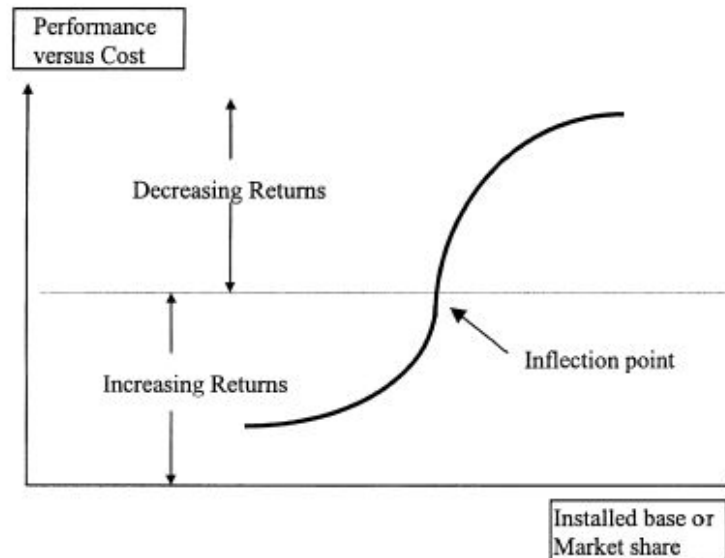 Performance
versus Cost
Decreasing Returns
Inflection point
Increasing Returns
Installed base or
Market share